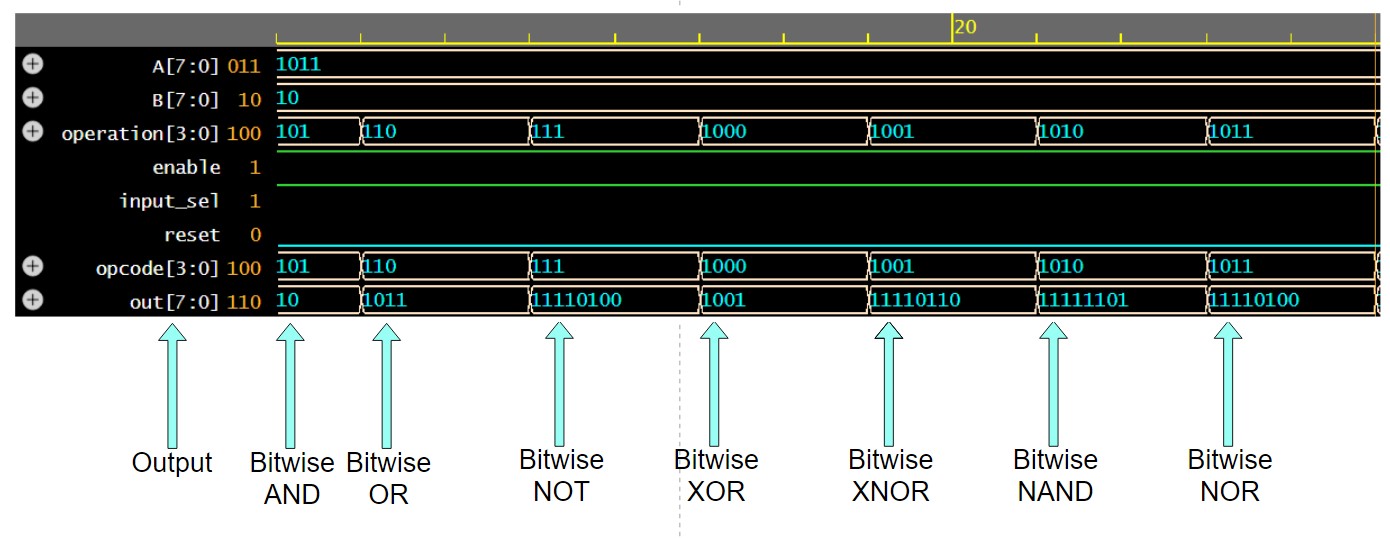 20
A[7:0] 011 1011
B[7:0] 10 10
operation[3:0] 100 101 110 111 1000 1001 1010 1011
enable 1
input_sel 1
reset 0
opcode[3:0] 100 101 110 111 1000 1001 1010 1011
out[7:0] 110 10 1011 11110100 1001 11110110 11111101 11110100
Output Bitwise Bitwise Bitwise Bitwise Bitwise Bitwise Bitwise
AND OR NOT XOR XNOR NAND NOR